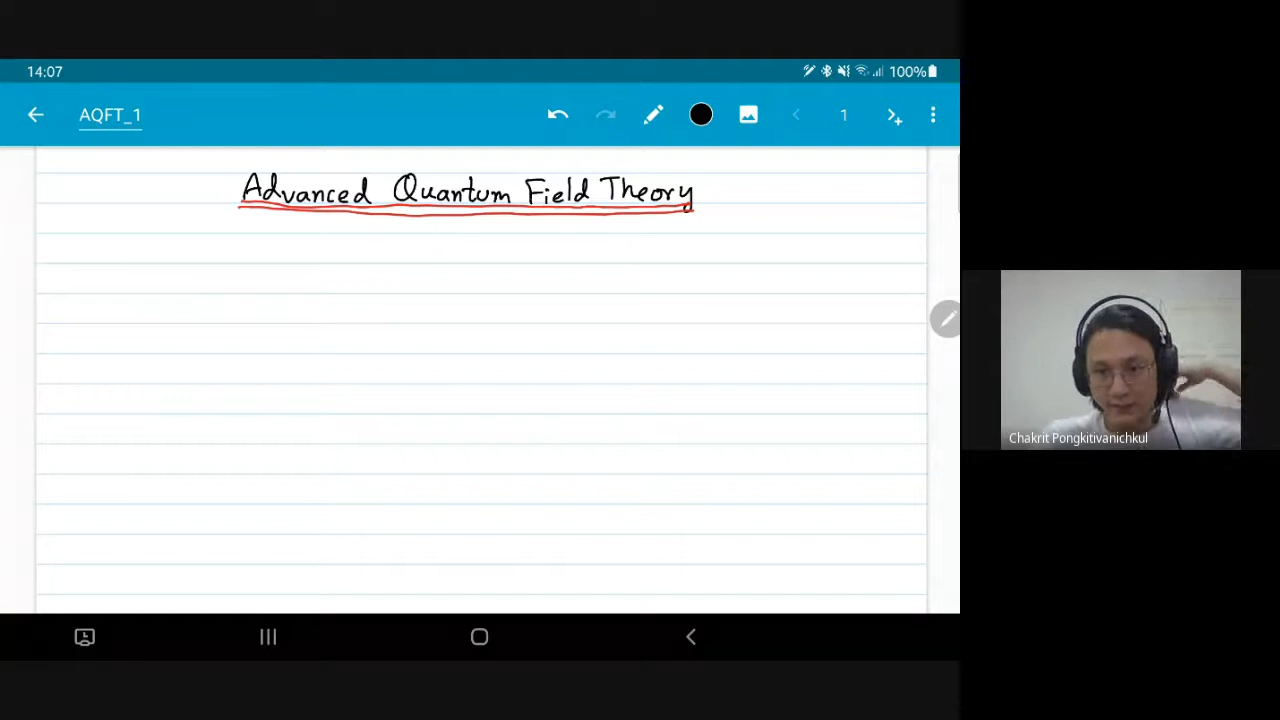 14:07
100%
AQFT_1
1
Advanced Quantum Field Theory
Chakrit Pongkitivanichkul